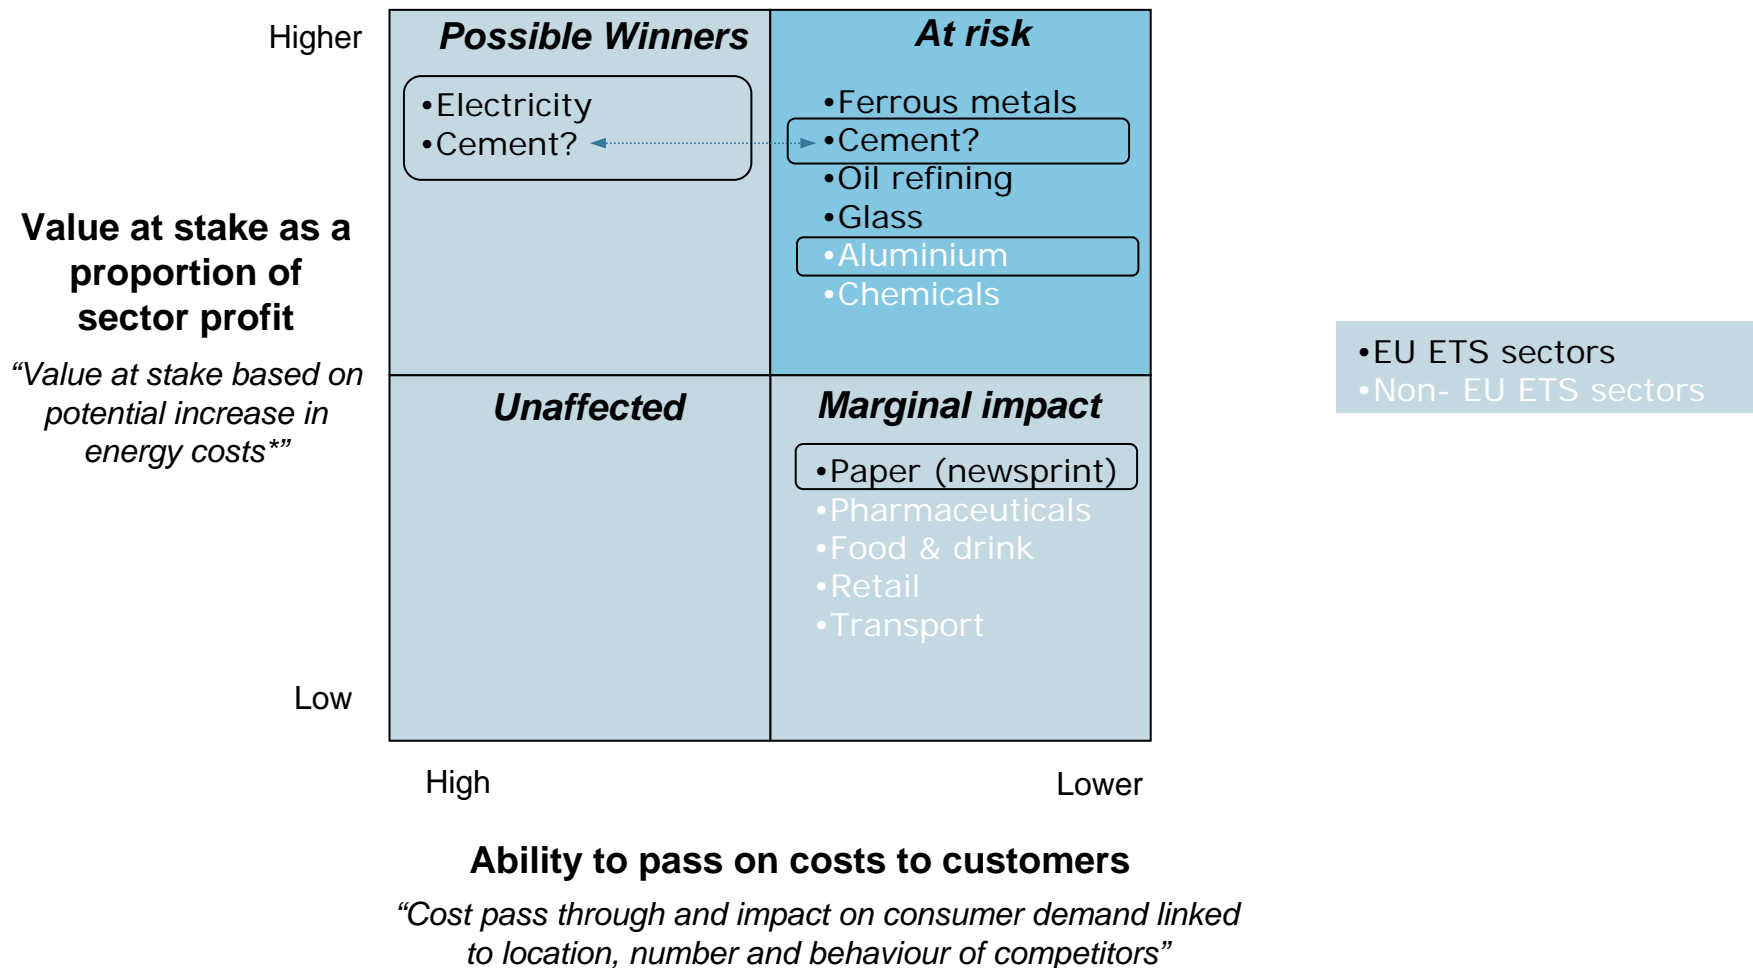 Higher
Possible Winners
•Electricity
•Cement?
At risk
•Ferrous metals
•Cement?
•Oil refining
•Glass
•Aluminium
•Chemicals
Value at stake as a
proportion of
sector profit
“Value at stake based on
potential increase in
energy costs*”
•EU ETS sectors
•Non- EU ETS sectors
Unaffected
Marginal impact
•Paper (newsprint)
•Pharmaceuticals
•Food & drink
•Retail
•Transport
Low
High
Lower
Ability to pass on costs to customers
“Cost pass through and impact on consumer demand linked
to location, number and behaviour of competitors”